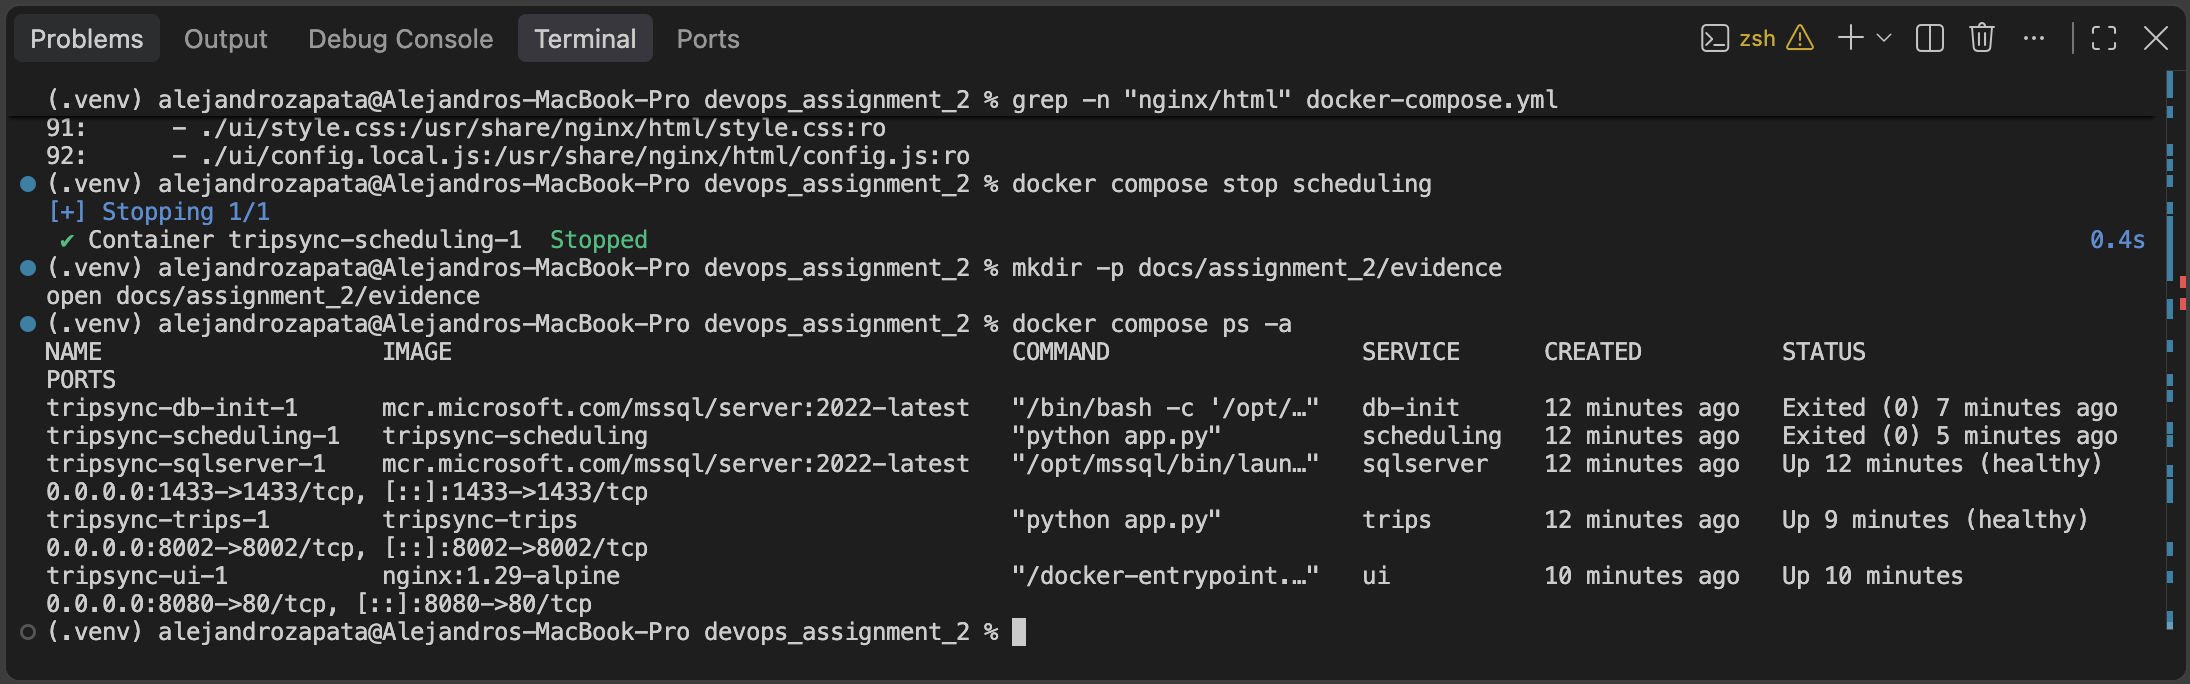 Problems Output Debug Console Terminal Ports zsh
(.venv) alejandrozapata@Alejandros-MacBook-Pro devops_assignment_2 % grep -n "nginx/html" docker-compose.yml
91:      - ./ui/style.css:/usr/share/nginx/html/style.css:ro
92:      - ./ui/config.local.js:/usr/share/nginx/html/config.js:ro
(.venv) alejandrozapata@Alejandros-MacBook-Pro devops_assignment_2 % docker compose stop scheduling
[+] Stopping 1/1
✔ Container tripsync-scheduling-1  Stopped 0.4s
(.venv) alejandrozapata@Alejandros-MacBook-Pro devops_assignment_2 % mkdir -p docs/assignment_2/evidence
open docs/assignment_2/evidence
(.venv) alejandrozapata@Alejandros-MacBook-Pro devops_assignment_2 % docker compose ps -a
NAME IMAGE COMMAND SERVICE CREATED STATUS
PORTS
tripsync-db-init-1 mcr.microsoft.com/mssql/server:2022-latest "/bin/bash -c '/opt/…" db-init 12 minutes ago Exited (0) 7 minutes ago
tripsync-scheduling-1 tripsync-scheduling "python app.py" scheduling 12 minutes ago Exited (0) 5 minutes ago
tripsync-sqlserver-1 mcr.microsoft.com/mssql/server:2022-latest "/opt/mssql/bin/laun…" sqlserver 12 minutes ago Up 12 minutes (healthy)
0.0.0.0:1433->1433/tcp, [::]:1433->1433/tcp
tripsync-trips-1 tripsync-trips "python app.py" trips 12 minutes ago Up 9 minutes (healthy)
0.0.0.0:8002->8002/tcp, [::]:8002->8002/tcp
tripsync-ui-1 nginx:1.29-alpine "/docker-entrypoint.…" ui 10 minutes ago Up 10 minutes
0.0.0.0:8080->80/tcp, [::]:8080->80/tcp
(.venv) alejandrozapata@Alejandros-MacBook-Pro devops_assignment_2 %